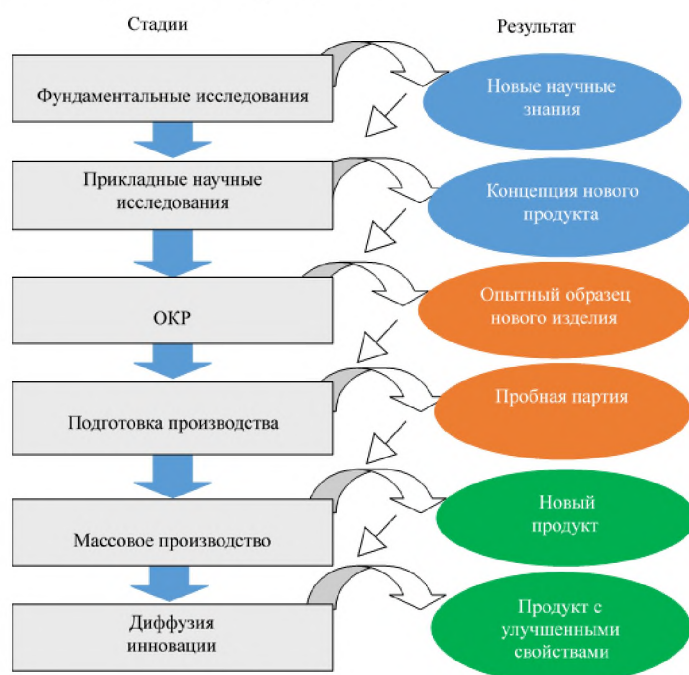 Стадии
Результат
Фундаментальные исследования
Новые научные
знания
Прикладные научные
исследования
Концепция нового
продукта
ОКР
Опытный образец
нового изделия
Подготовка производства
Пробная партия
Массовое производство
Новый
продукт
Диффузия
инновации
Продукт с
улучшенными
свойствами